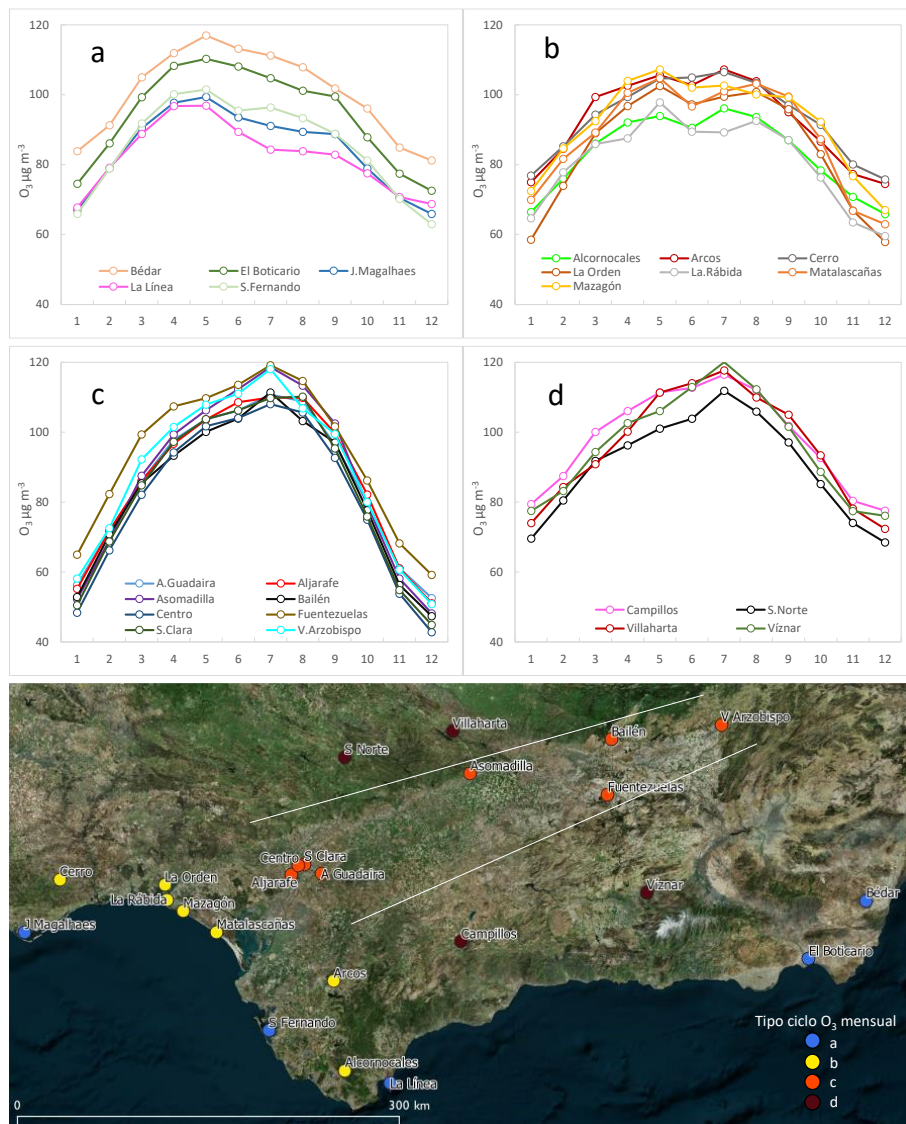 a
O3 µg m-3
120
100
80
60
40
1 2 3 4 5 6 7 8 9 10 11 12
Bédar El Boticario J.Magalhaes
La Línea S.Fernando
b
O3 µg m-3
120
100
80
60
40
1 2 3 4 5 6 7 8 9 10 11 12
Alcornocales Arcos Cerro
La Orden La.Rábida Matalascañas
Mazagón
c
O3 µg m-3
120
100
80
60
40
1 2 3 4 5 6 7 8 9 10 11 12
A.Guadaira Aljarafe
Asomadilla Bailén
Centro Fuentezuelas
S.Clara V.Arzobispo
d
O3 µg m-3
120
100
80
60
40
1 2 3 4 5 6 7 8 9 10 11 12
Campillos S.Norte
Villaharta Víznar
Villaharta
V Arzobispo
Bailén
S Norte
Asomadilla
Fuentezuelas
Centro
S Clara
Aljarafe
A Guadaira
Cerro
La Orden
La Rábida
Mazagón
Víznar
Bédar
J Magalhaes
Matalascañas
Campillos
El Boticario
Arcos
S Fernando
Alcornocales
La Línea
Tipo ciclo O3 mensual
a
b
c
d
0 300 km